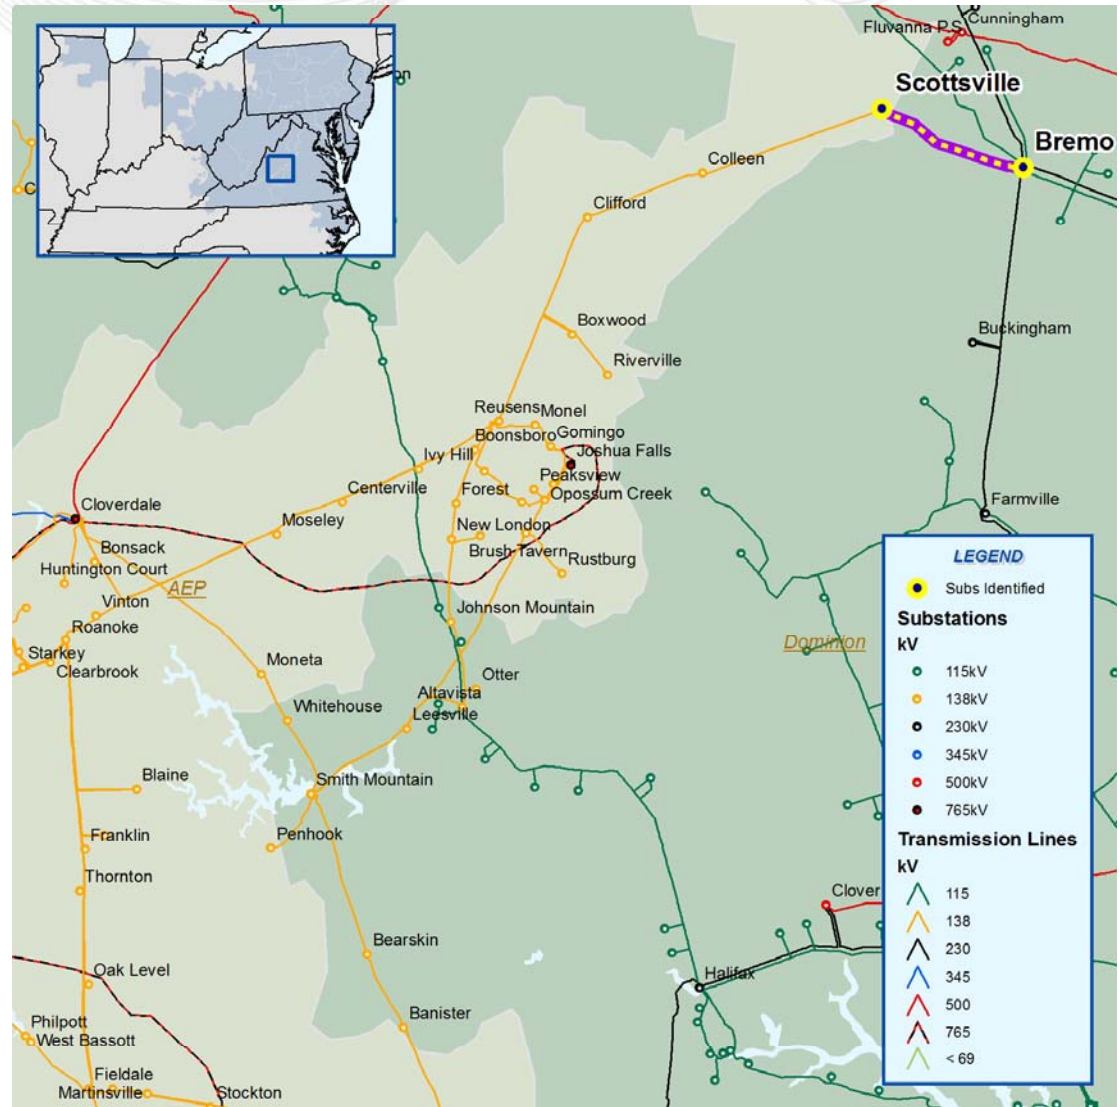 Fluvanna P.S
Cunningham
Scottsville
Bremo
Colleen
Clifford
Boxwood
Buckingham
Riverville
Reusens
Monel
Boonsboro
Gomingo
Ivy Hill
Joshua Falls
Peaksview
Centerville
Forest
Opossum Creek
Cloverdale
Moseley
Farmville
New London
Bonsack
Brush Tavern
Rustburg
Huntington Court
AEP
Vinton
Johnson Mountain
Roanoke
Dominion
Starkey
Clearbrook
Moneta
Otter
Altavista
Whitehouse
Leesville
Blaine
Smith Mountain
Franklin
Penhook
Thornton
Clover
Bearskin
Oak Level
Halifax
Banister
Philpott
West Bassott
Fieldale
Martinsville
Stockton
LEGEND
Subs Identified
Substations
kV
115kV
138kV
230kV
345kV
500kV
765kV
Transmission Lines
kV
115
138
230
345
500
765
< 69